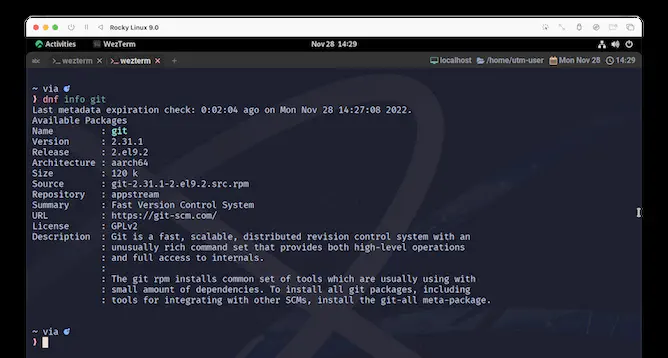 Rocky Linux 9.0
Activities WezTerm Nov 28 14:29
wezterm × wezterm × + localhost /home/utm-user Mon Nov 28 14:29
~ via
❯ dnf info git
Last metadata expiration check: 0:02:04 ago on Mon Nov 28 14:27:08 2022.
Available Packages
Name : git
Version : 2.31.1
Release : 2.el9.2
Architecture : aarch64
Size : 120 k
Source : git-2.31.1-2.el9.2.src.rpm
Repository : appstream
Summary : Fast Version Control System
URL : https://git-scm.com/
License : GPLv2
Description : Git is a fast, scalable, distributed revision control system with an
: unusually rich command set that provides both high-level operations
: and full access to internals.
:
: The git rpm installs common set of tools which are usually using with
: small amount of dependencies. To install all git packages, including
: tools for integrating with other SCMs, install the git-all meta-package.
~ via
❯